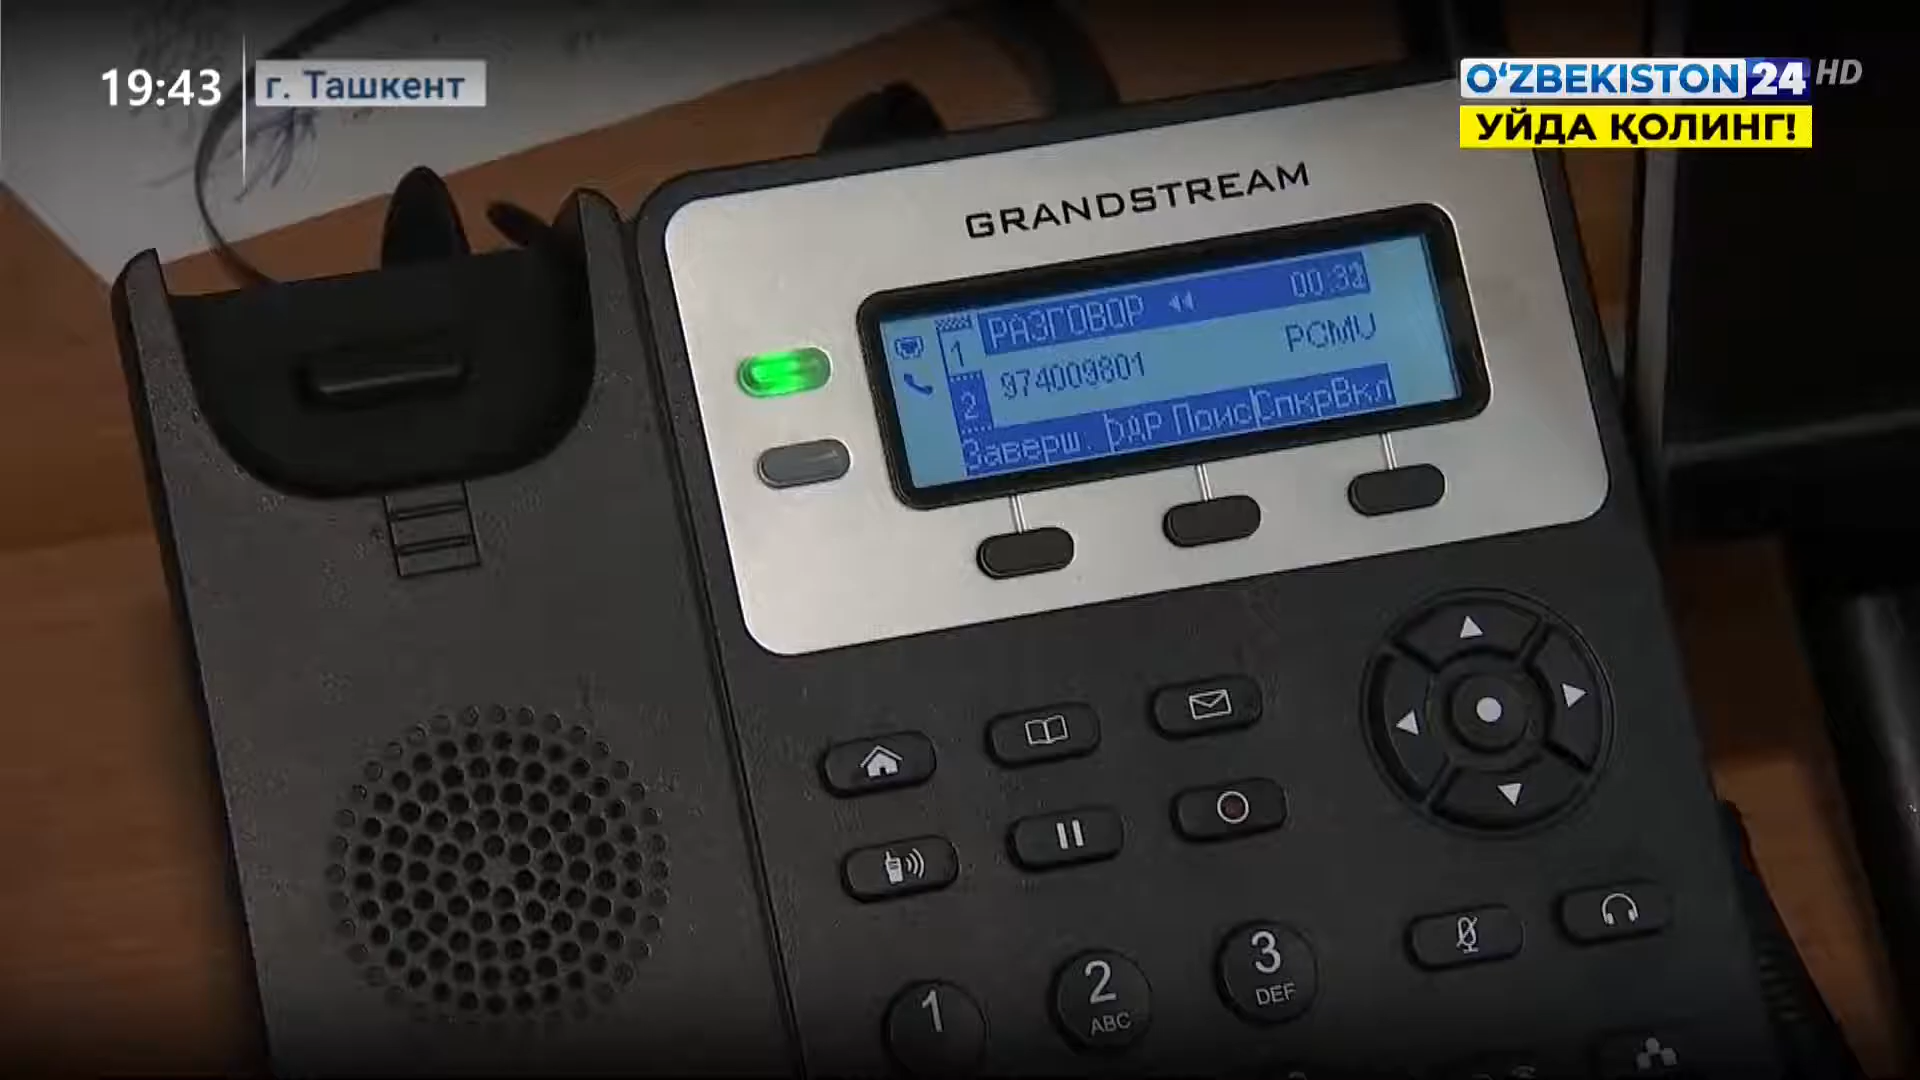 19:43
г. Ташкент
O‘ZBEKISTON 24 HD
УЙДА ҚОЛИНГ!
GRANDSTREAM
РАЗГОВОР 00:32
1
974009801 PCMU
2
Заверш. Поис СпкрВкл
1
2 ABC
3 DEF